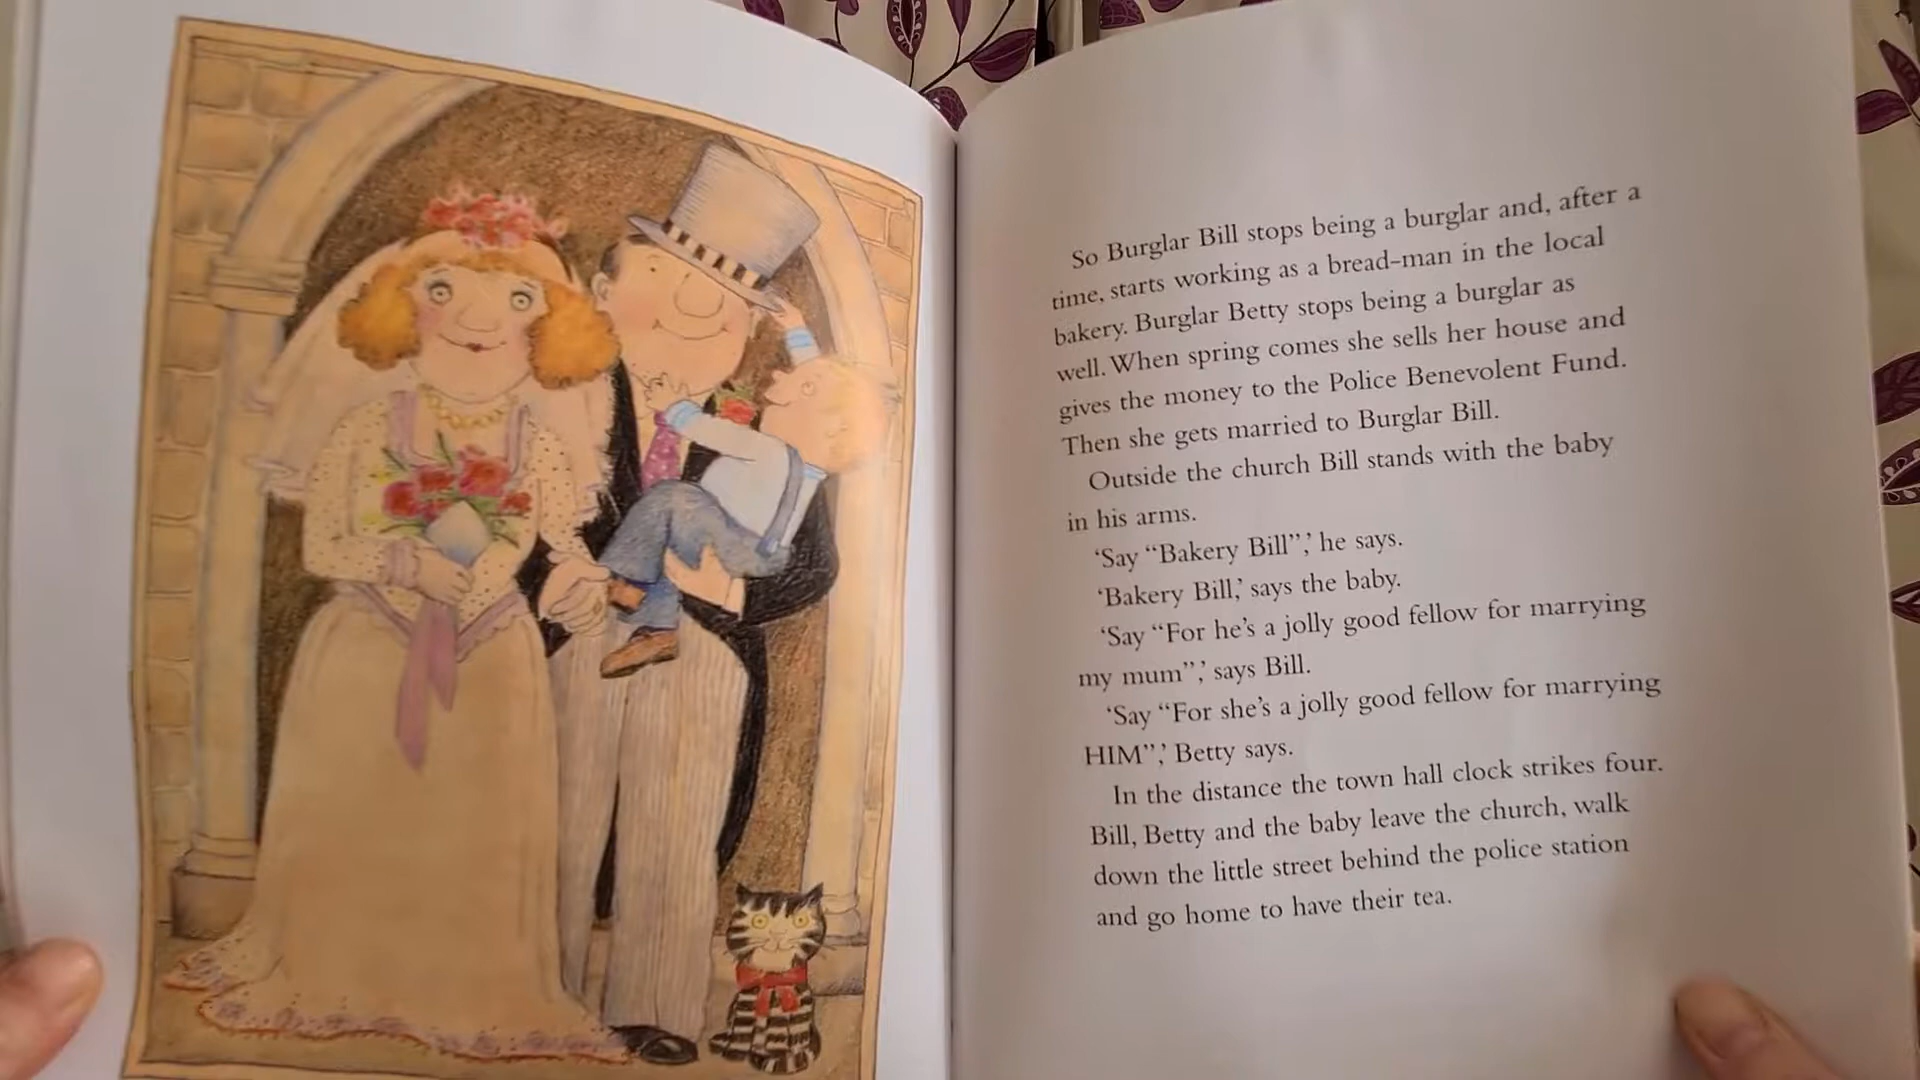 So Burglar Bill stops being a burglar and, after a
time, starts working as a bread-man in the local
bakery. Burglar Betty stops being a burglar as
well. When spring comes she sells her house and
gives the money to the Police Benevolent Fund.
Then she gets married to Burglar Bill.
Outside the church Bill stands with the baby
in his arms.
‘Say “Bakery Bill”,’ he says.
‘Bakery Bill,’ says the baby.
‘Say “For he’s a jolly good fellow for marrying
my mum”,’ says Bill.
‘Say “For she’s a jolly good fellow for marrying
HIM”,’ Betty says.
In the distance the town hall clock strikes four.
Bill, Betty and the baby leave the church, walk
down the little street behind the police station
and go home to have their tea.